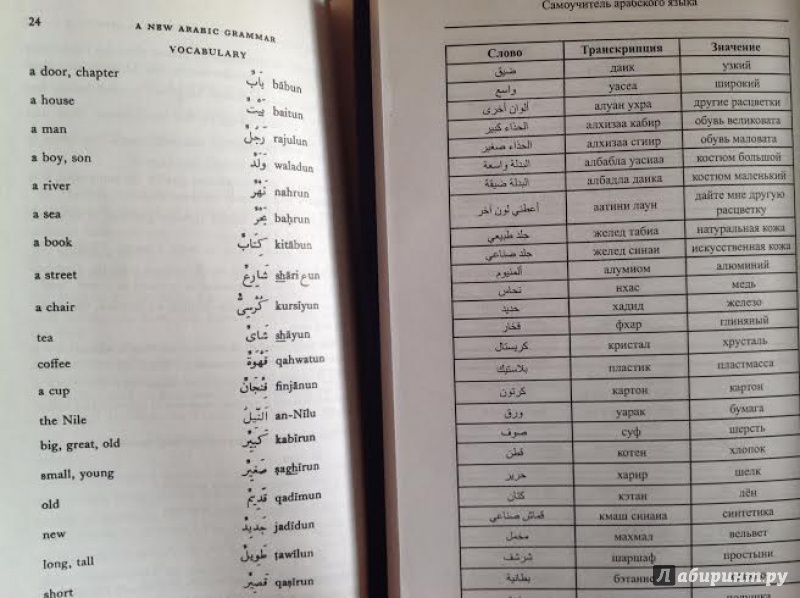 24
A NEW ARABIC GRAMMAR
VOCABULARY
a door, chapter بَابٌ bābun
a house بَيْتٌ baitun
a man رَجُلٌ rajulun
a boy, son وَلَدٌ waladun
a river نَهْرٌ nahrun
a sea بَحْرٌ baḥrun
a book كِتَابٌ kitābun
a street شَارِعٌ shāriعun
a chair كُرْسِيٌّ kursīyun
tea شَاىٌ shāyun
coffee قَهْوَةٌ qahwatun
a cup فِنْجَانٌ finjānun
the Nile اَلنِّيلُ an-Nīlu
big, great, old كَبِيرٌ kabīrun
small, young صَغِيرٌ ṣaghīrun
old قَدِيمٌ qadīmun
new جَدِيدٌ jadīdun
long, tall طَوِيلٌ ṭawīlun
short قَصِيرٌ qaṣīrun
Самоучитель арабского языка
Слово Транскрипция Значение
ضيق даик узкий
واسع уасеа широкий
ألوان أخرى алуан ухра другие расцветки
الحذاء كبير алхизаа кабир обувь великовата
الحذاء صغير алхизаа сгиир обувь маловата
البدلة واسعة албабла уасиаа костюм большой
البدلة ضيقة албадла даика костюм маленький
أعطني لون آخر аатини лаун дайте мне другую
расцветку
جلد طبيعي желед табиа натуральная кожа
جلد صناعي желед синаи искусственная кожа
ألمنيوم алумиом алюминий
نحاس нхас медь
حديد хадид железо
فخار фхар глиняный
كريستال кристал хрусталь
بلاستيك пластик пластмасса
كرتون картон картон
ورق уарак бумага
صوف суф шерсть
قطن котен хлопок
حرير харир шелк
كتان кэтан лён
قماش صناعي кмаш синаиа синтетика
مخمل махмал вельвет
شرشف шаршаф простыни
بطانية бэтание
Лабиринт.ру